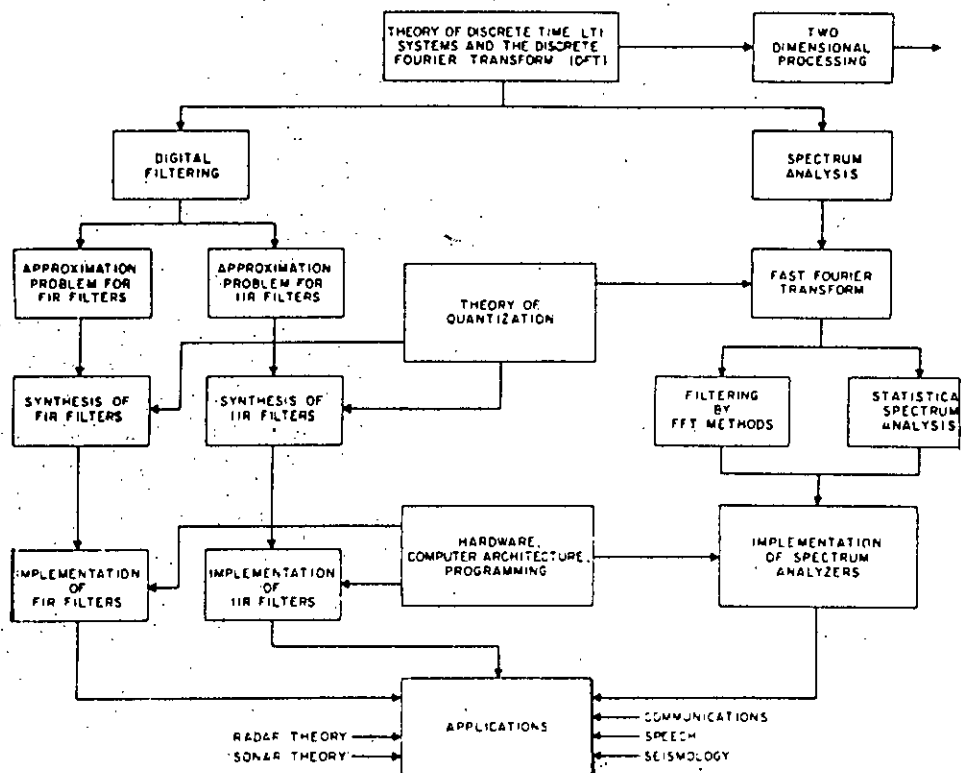 THEORY OF DISCRETE TIME LTI
SYSTEMS AND THE DISCRETE
FOURIER TRANSFORM (DFT)
TWO
DIMENSIONAL
PROCESSING
DIGITAL
FILTERING
SPECTRUM
ANALYSIS
APPROXIMATION
PROBLEM FOR
FIR FILTERS
APPROXIMATION
PROBLEM FOR
IIR FILTERS
THEORY OF
QUANTIZATION
FAST FOURIER
TRANSFORM
SYNTHESIS OF
FIR FILTERS
SYNTHESIS OF
IIR FILTERS
FILTERING
BY
FFT METHODS
STATISTICA
SPECTRUM
ANALYSIS
IMPLEMENTATION
OF
FIR FILTERS
IMPLEMENTATION
OF
IIR FILTERS
HARDWARE,
COMPUTER ARCHITECTURE,
PROGRAMMING
IMPLEMENTATION
OF SPECTRUM
ANALYZERS
APPLICATIONS
RADAR THEORY
SONAR THEORY
COMMUNICATIONS
SPEECH
SEISMOLOGY